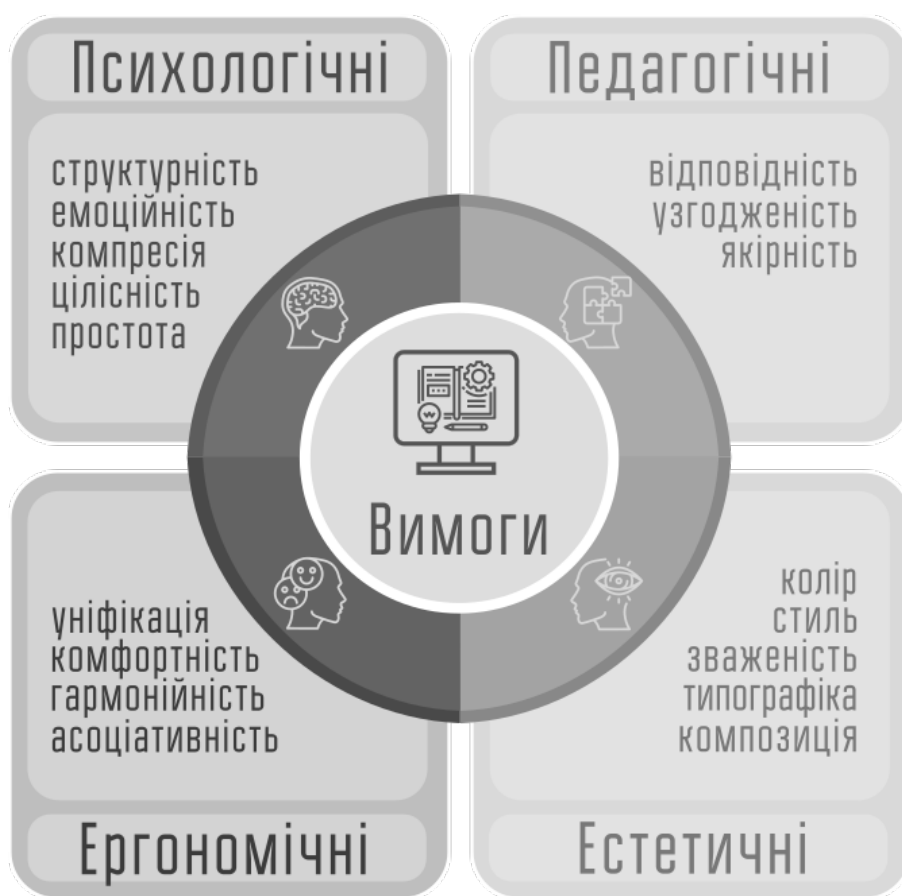 Психологічні
структурність
емоційність
компресія
цілісність
простота
Педагогічні
відповідність
узгодженість
якірність
Вимоги
уніфікація
комфортність
гармонійність
асоціативність
Ергономічні
колір
стиль
зваженість
типографіка
композиція
Естетичні